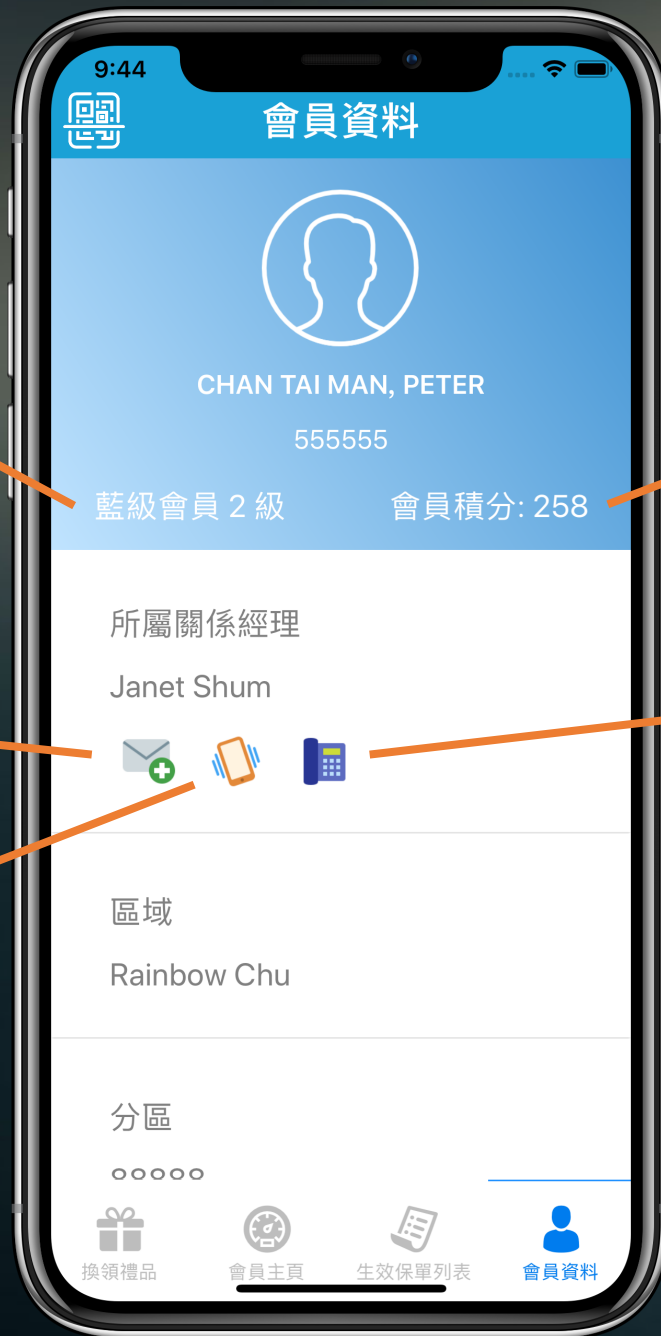 9:44
會員資料
CHAN TAI MAN, PETER
555555
藍級會員 2 級
會員積分: 258
所屬關係經理
Janet Shum
區域
Rainbow Chu
分區
換領禮品
會員主頁
生效保單列表
會員資料